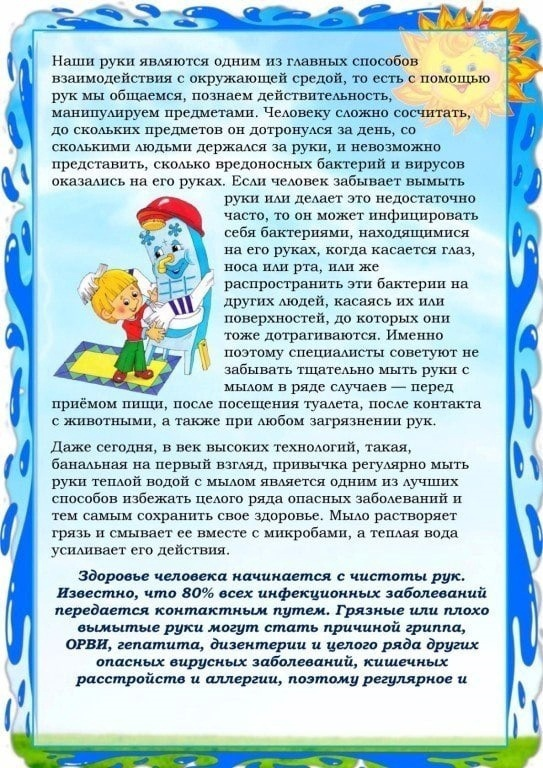 Наши руки являются одним из главных способов
взаимодействия с окружающей средой, то есть с помощью
рук мы общаемся, познаем действительность,
манипулируем предметами. Человеку сложно сосчитать,
до скольких предметов он дотронулся за день, со
сколькими людьми держался за руки, и невозможно
представить, сколько вредоносных бактерий и вирусов
оказались на его руках. Если человек забывает вымыть
руки или делает это недостаточно
часто, то он может инфицировать
себя бактериями, находящимися
на его руках, когда касается глаз,
носа или рта, или же
распространить эти бактерии на
других людей, касаясь их или
поверхностей, до которых они
тоже дотрагиваются. Именно
поэтому специалисты советуют не
забывать тщательно мыть руки с
мылом в ряде случаев — перед
приёмом пищи, после посещения туалета, после контакта
с животными, а также при любом загрязнении рук.
Даже сегодня, в век высоких технологий, такая,
банальная на первый взгляд, привычка регулярно мыть
руки теплой водой с мылом является одним из лучших
способов избежать целого ряда опасных заболеваний и
тем самым сохранить свое здоровье. Мыло растворяет
грязь и смывает ее вместе с микробами, а теплая вода
усиливает его действия.
Здоровье человека начинается с чистоты рук.
Известно, что 80% всех инфекционных заболеваний
передается контактным путем. Грязные или плохо
вымытые руки могут стать причиной гриппа,
ОРВИ, гепатита, дизентерии и целого ряда других
опасных вирусных заболеваний, кишечных
расстройств и аллергии, поэтому регулярное и